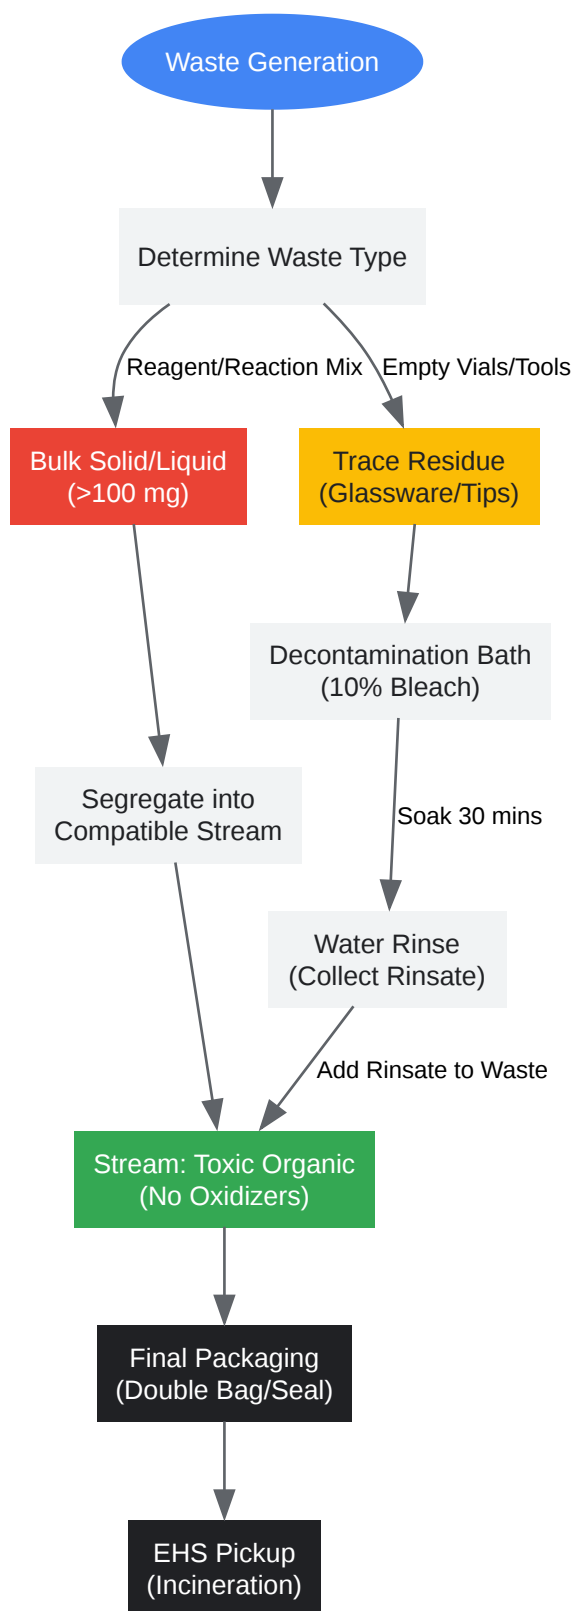 Waste Generation
Determine Waste Type
Reagent/Reaction Mix
Empty Vials/Tools
Bulk Solid/Liquid
(>100 mg)
Trace Residue
(Glassware/Tips)
Decontamination Bath
(10% Bleach)
Segregate into
Compatible Stream
Soak 30 mins
Water Rinse
(Collect Rinsate)
Add Rinsate to Waste
Stream: Toxic Organic
(No Oxidizers)
Final Packaging
(Double Bag/Seal)
EHS Pickup
(Incineration)